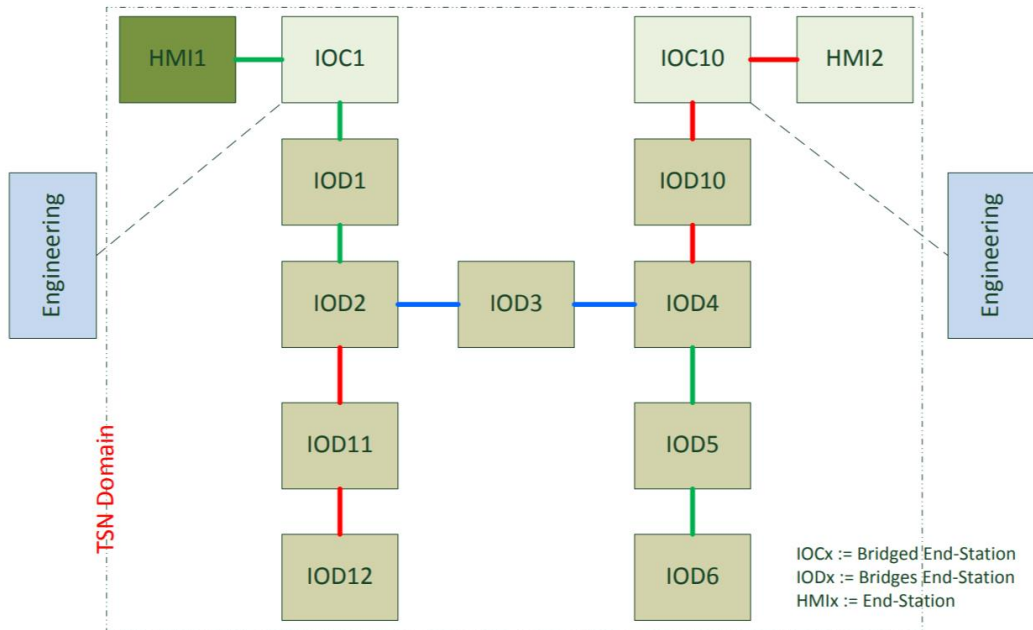 HMI1
IOC1
IOC10
HMI2
IOD1
IOD10
Engineering
Engineering
IOD2
IOD3
IOD4
IOD11
IOD5
TSN Domain
IOD12
IOD6
IOCx := Bridged End-Station
IODx := Bridges End-Station
HMIx := End-Station